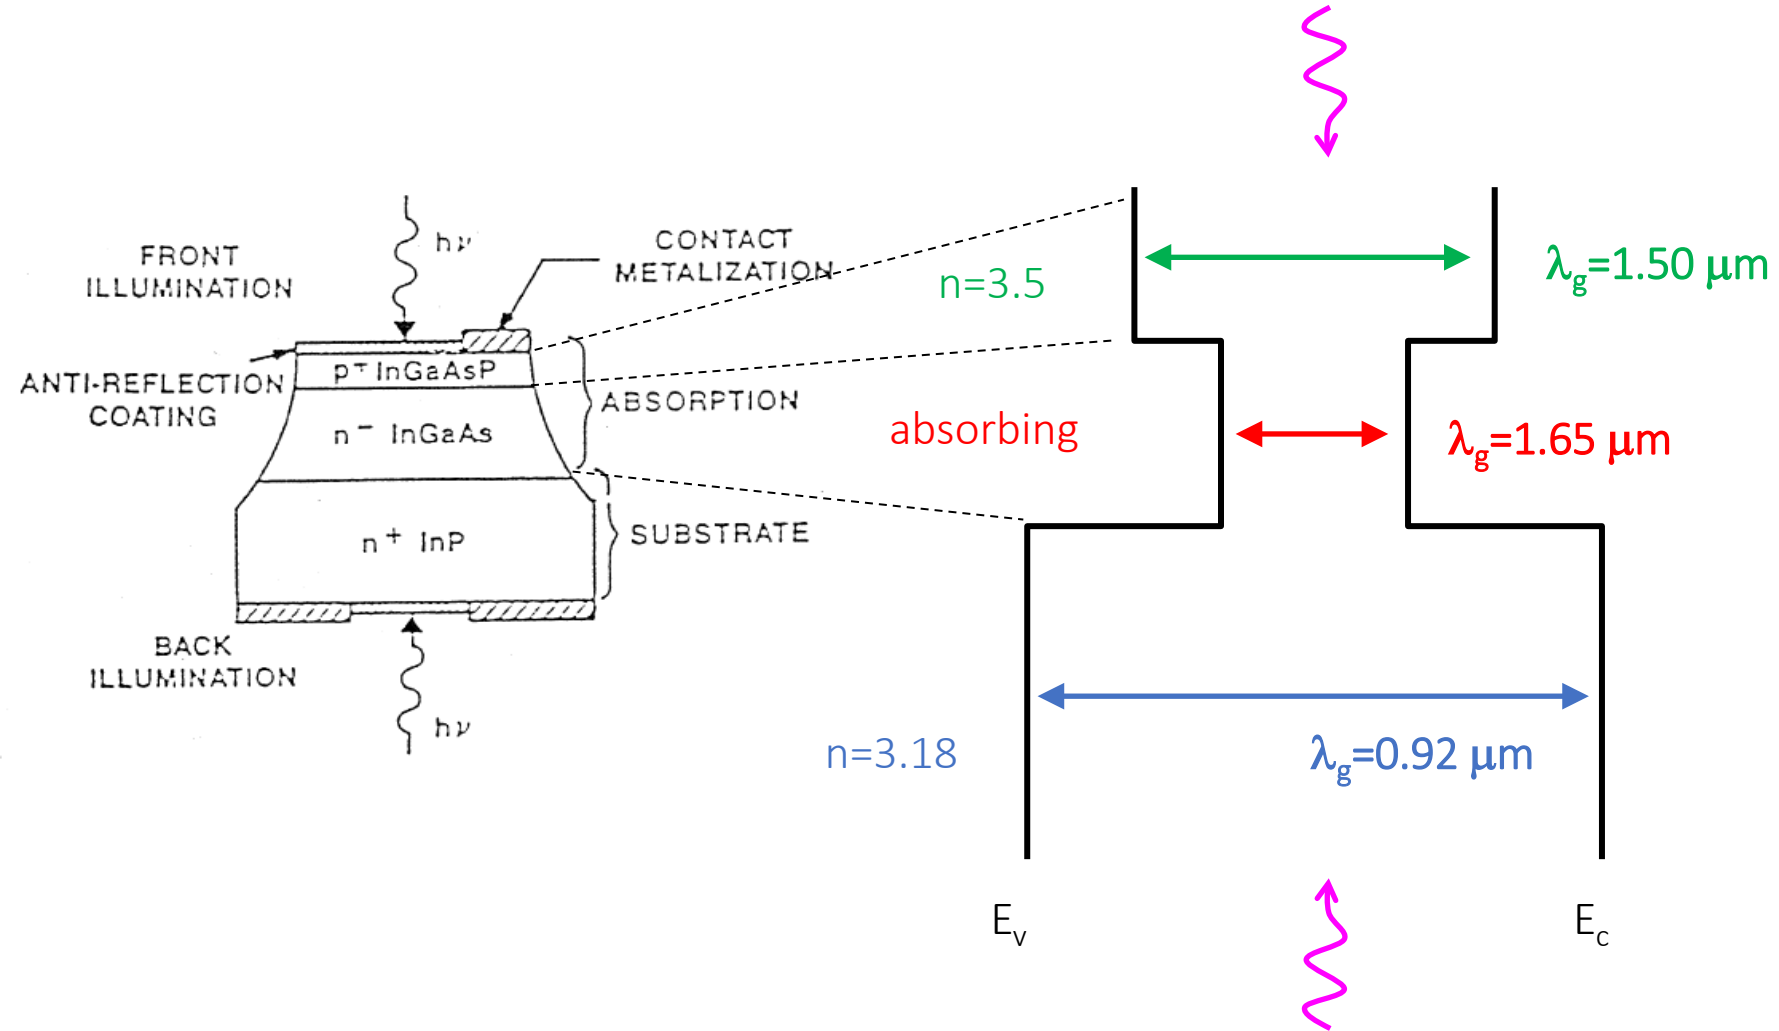 hν
FRONT
ILLUMINATION
CONTACT
METALIZATION
ANTI-REFLECTION
COATING
p⁺ InGaAsP
n⁻ InGaAs
n⁺ InP
ABSORPTION
SUBSTRATE
BACK
ILLUMINATION
hν
n=3.5
λg=1.50 μm
absorbing
λg=1.65 μm
n=3.18
λg=0.92 μm
Ev
Ec